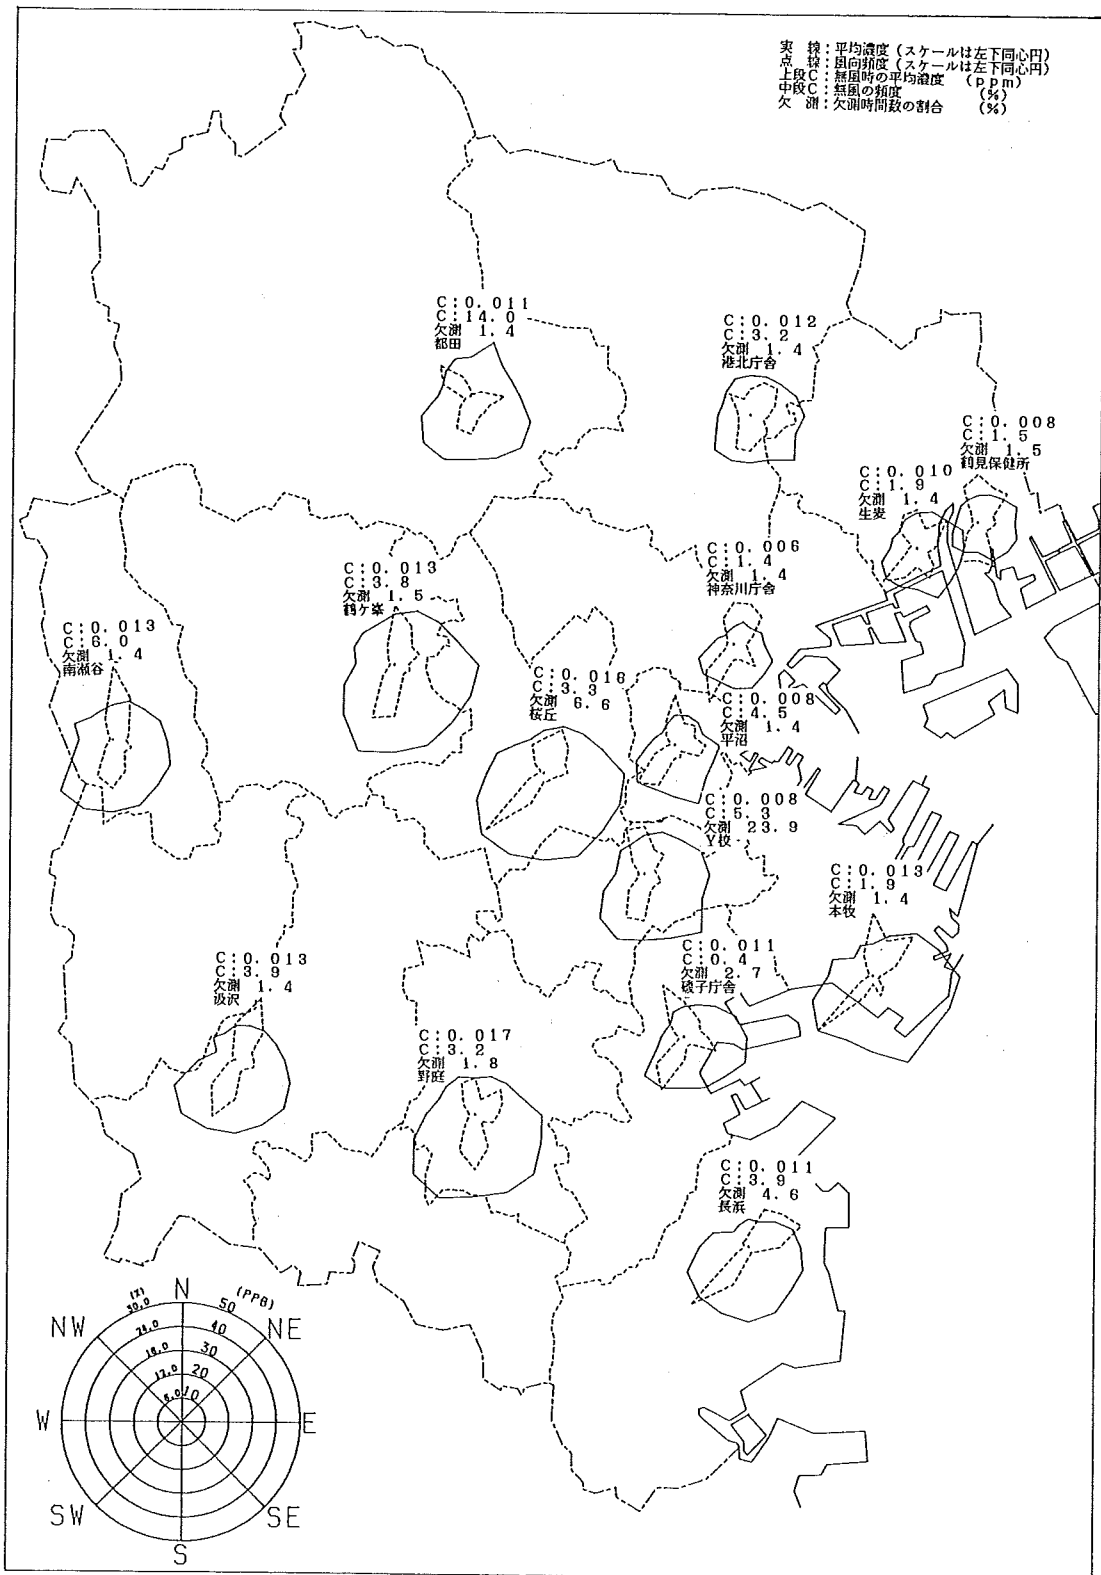 実　線：平均濃度（スケールは左下同心円）
点　線：風向頻度（スケールは左下同心円）
上段C：無風時の平均濃度　（ppm）
中段C：無風の頻度　（%）
欠　測：欠測時間数の割合　（%）
C：0.011
C：14.0
欠測　1.4
都田
C：0.012
C：3.2
欠測　1.4
港北庁舎
C：0.008
C：1.5
欠測　1.5
鶴見保健所
C：0.010
C：1.9
欠測　1.4
生麦
C：0.006
C：1.4
欠測　1.4
神奈川庁舎
C：0.013
C：3.8
欠測　1.5
鶴ケ峯
C：0.013
C：6.0
欠測　1.4
南瀬谷
C：0.016
C：3.3
欠測　6.6
桜丘
C：0.008
C：4.5
欠測　1.4
平沼
C：0.008
C：5.3
欠測　23.9
Y校
C：0.013
C：1.9
欠測　1.4
本牧
C：0.011
C：0.4
欠測　2.7
磯子庁舎
C：0.013
C：3.9
欠測　1.4
汲沢
C：0.017
C：3.2
欠測　1.8
野庭
C：0.011
C：3.9
欠測　4.6
長浜
N
NE
E
SE
S
SW
W
NW
(%)
30.0
24.0
18.0
12.0
6.0
(PPB)
50
40
30
20
10